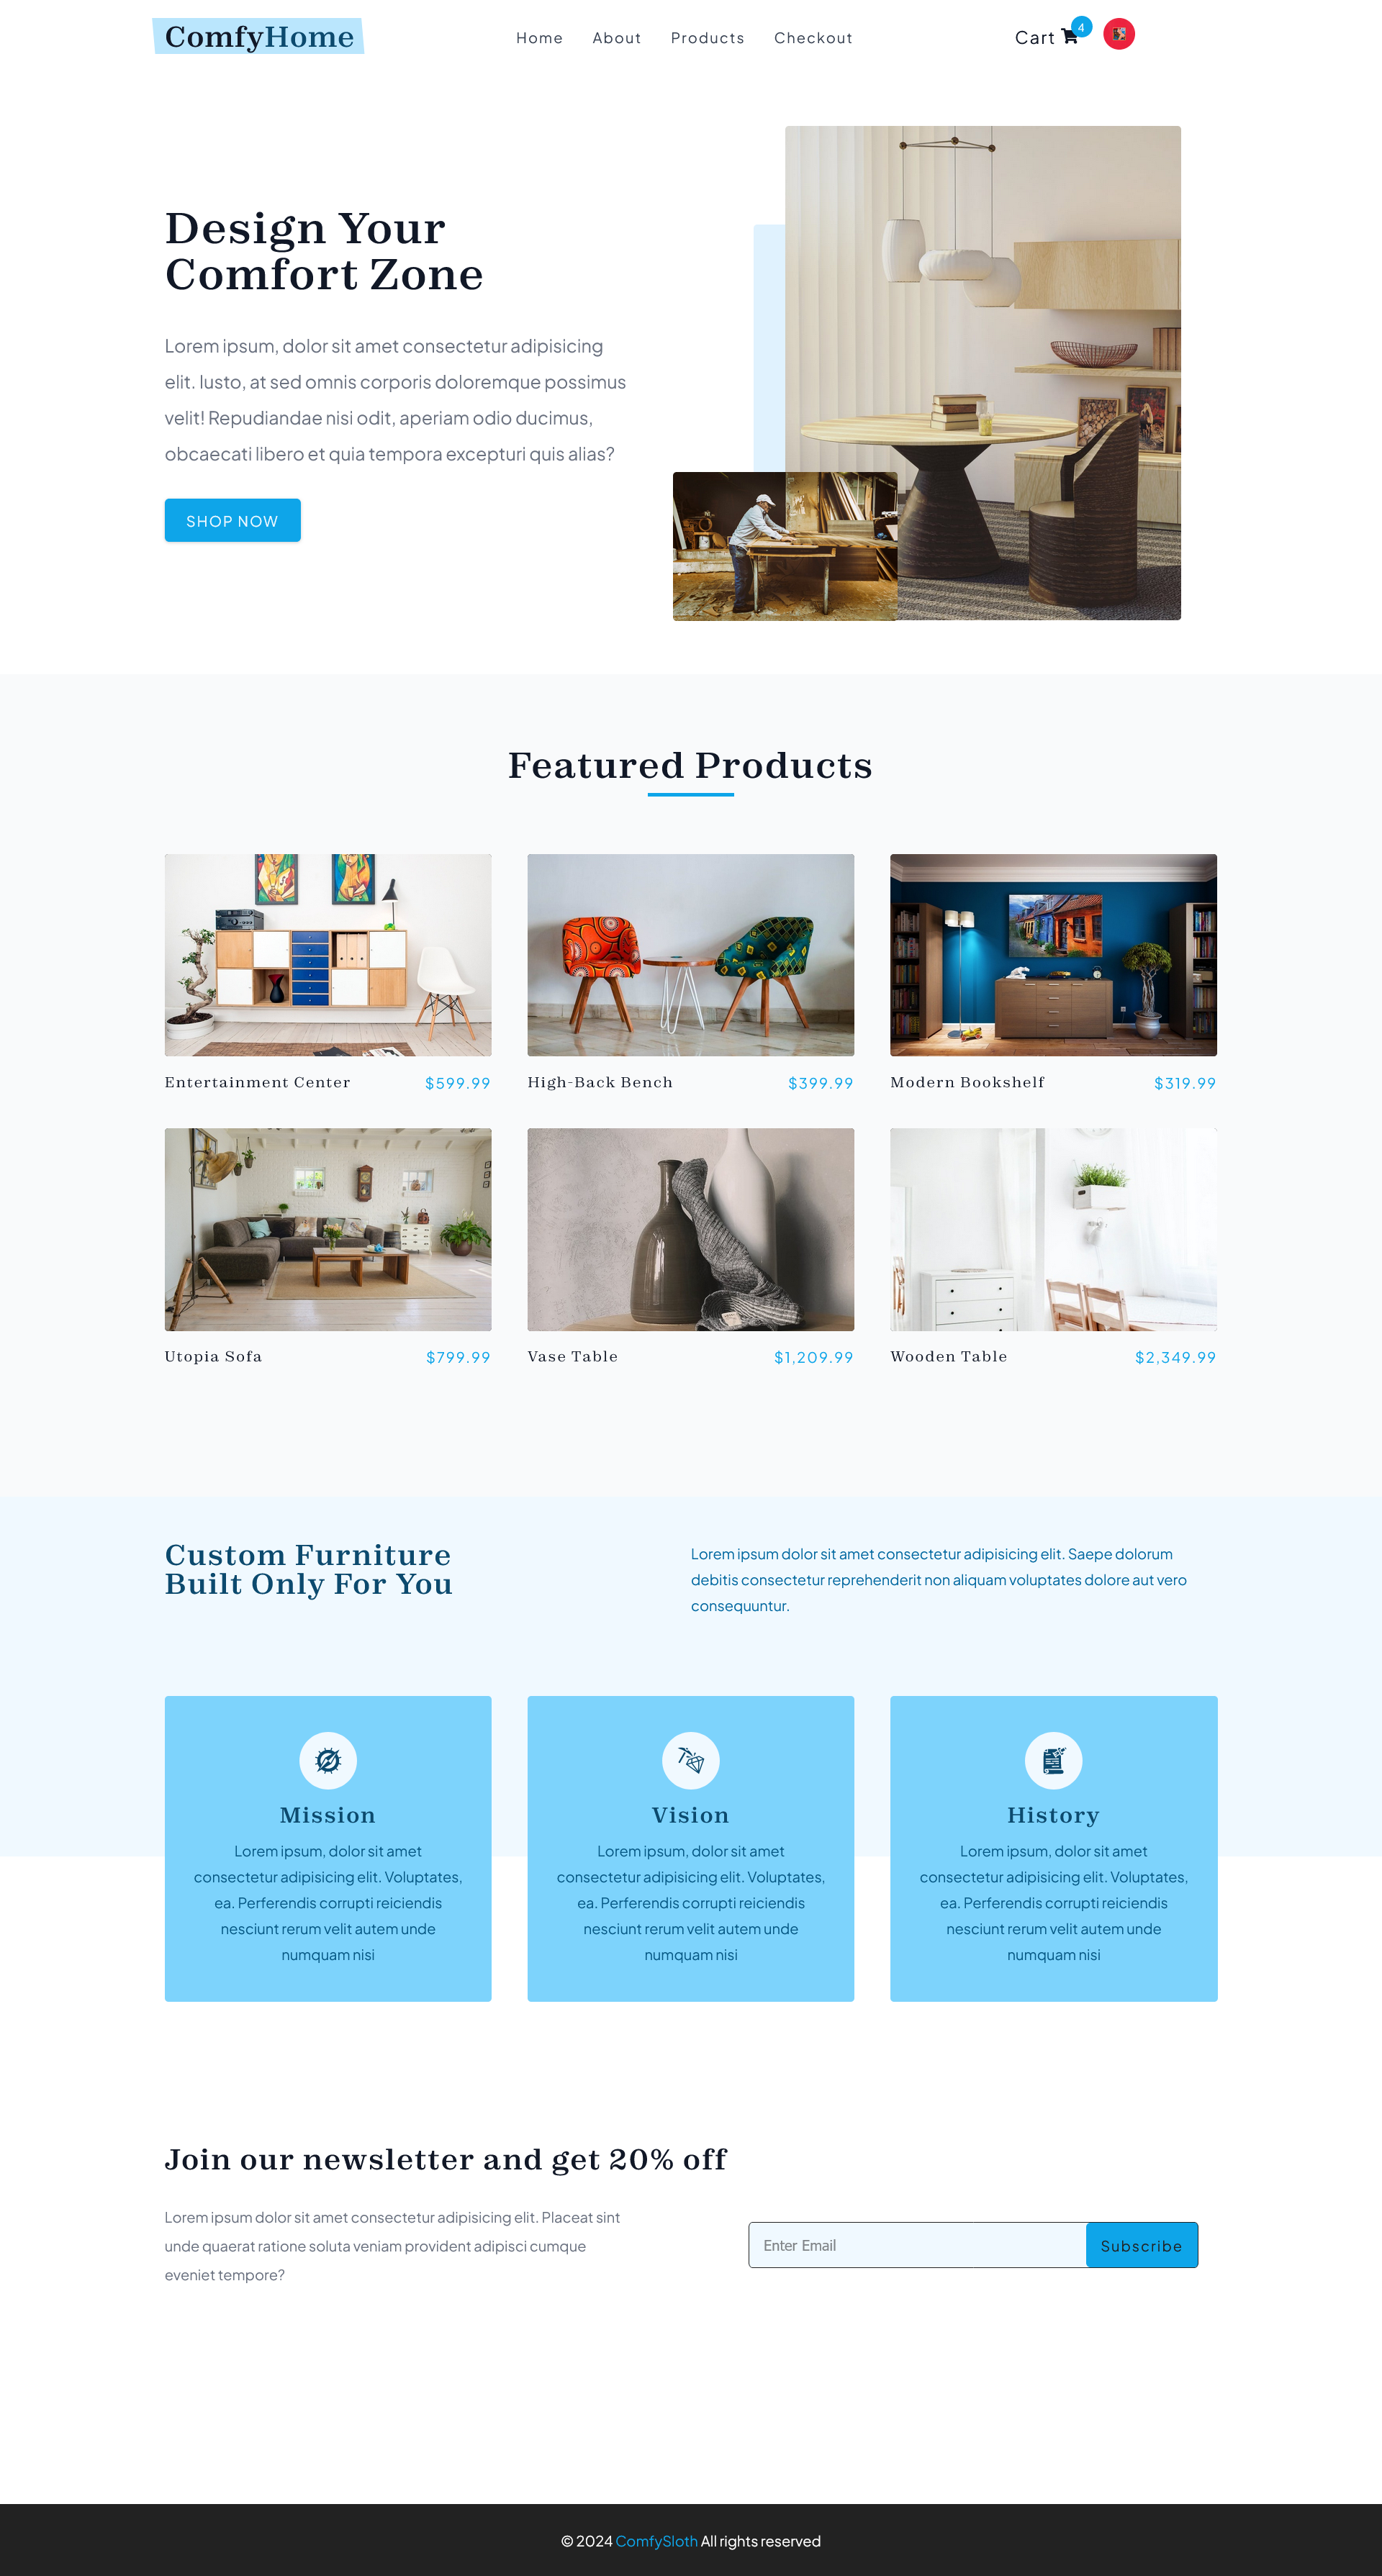 ComfyHome
Home About Products Checkout
Cart 4
Design Your
Comfort Zone
Lorem ipsum, dolor sit amet consectetur adipisicing
elit. Iusto, at sed omnis corporis doloremque possimus
velit! Repudiandae nisi odit, aperiam odio ducimus,
obcaecati libero et quia tempora excepturi quis alias?
SHOP NOW
Featured Products
Entertainment Center $599.99
High-Back Bench $399.99
Modern Bookshelf $319.99
Utopia Sofa $799.99
Vase Table $1,209.99
Wooden Table $2,349.99
Custom Furniture
Built Only For You
Lorem ipsum dolor sit amet consectetur adipisicing elit. Saepe dolorum
debitis consectetur reprehenderit non aliquam voluptates dolore aut vero
consequuntur.
Mission
Lorem ipsum, dolor sit amet
consectetur adipisicing elit. Voluptates,
ea. Perferendis corrupti reiciendis
nesciunt rerum velit autem unde
numquam nisi
Vision
Lorem ipsum, dolor sit amet
consectetur adipisicing elit. Voluptates,
ea. Perferendis corrupti reiciendis
nesciunt rerum velit autem unde
numquam nisi
History
Lorem ipsum, dolor sit amet
consectetur adipisicing elit. Voluptates,
ea. Perferendis corrupti reiciendis
nesciunt rerum velit autem unde
numquam nisi
Join our newsletter and get 20% off
Lorem ipsum dolor sit amet consectetur adipisicing elit. Placeat sint
unde quaerat ratione soluta veniam provident adipisci cumque
eveniet tempore?
Enter Email
Subscribe
© 2024 ComfySloth All rights reserved